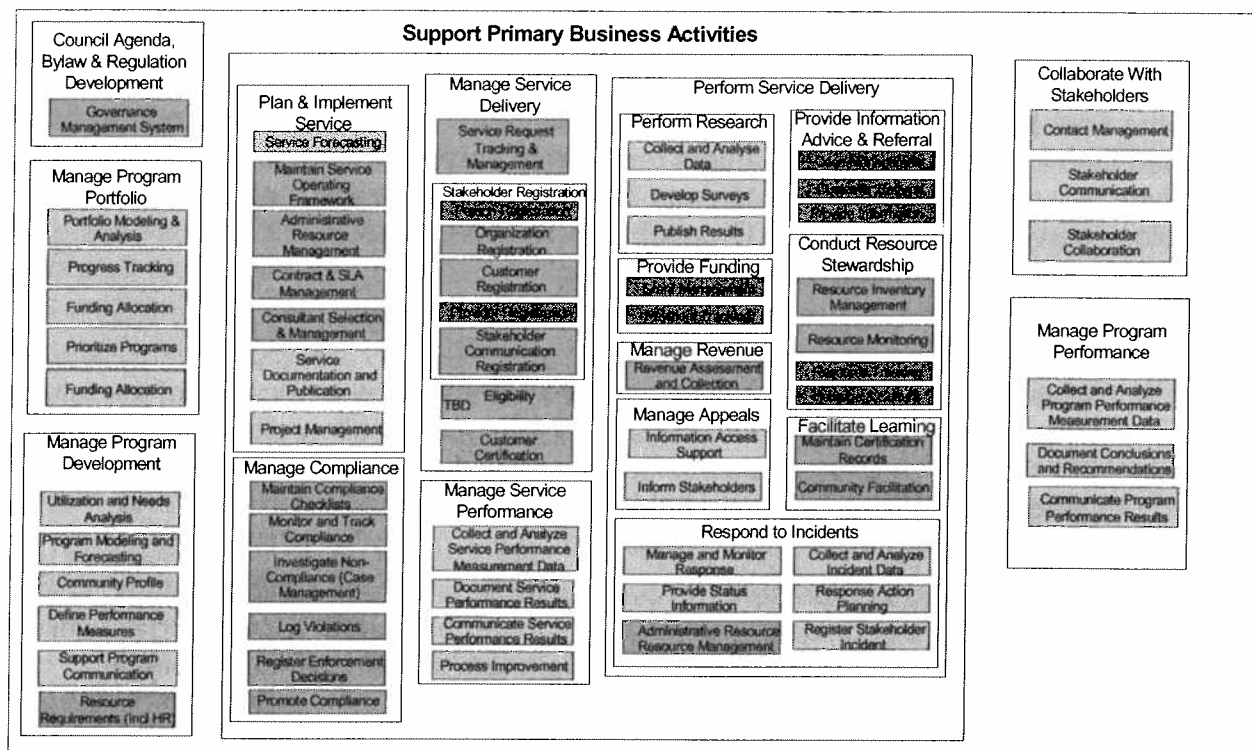 Support Primary Business Activities
Council Agenda,
Bylaw & Regulation
Development
Governance
Management System
Manage Program
Portfolio
Portfolio Modeling &
Analysis
Progress Tracking
Funding Allocation
Prioritize Programs
Funding Allocation
Manage Program
Development
Utilization and Needs
Analysis
Program Modeling and
Forecasting
Community Profile
Define Performance
Measures
Support Program
Communication
Resource
Requirements (incl HR)
Plan & Implement
Service
Service Forecasting
Maintain Service
Operating
Framework
Administrative
Resource
Management
Contract & SLA
Management
Consultant Selection
& Management
Service
Documentation and
Publication
Project Management
Manage Compliance
Maintain Compliance
Checklists
Monitor and Track
Compliance
Investigate Non-
Compliance (Case
Management)
Log Violations
Register Enforcement
Decisions
Promote Compliance
Manage Service
Delivery
Service Request
Tracking &
Management
Stakeholder Registration
Organization
Registration
Customer
Registration
Stakeholder
Communication
Registration
TBD Eligibility
Customer
Certification
Manage Service
Performance
Collect and Analyze
Service Performance
Measurement Data
Document Service
Performance Results
Communicate Service
Performance Results
Process Improvement
Perform Service Delivery
Perform Research
Collect and Analyse
Data
Develop Surveys
Publish Results
Provide Funding
Manage Revenue
Revenue Assessment
and Collection
Manage Appeals
Information Access
Support
Inform Stakeholders
Provide Information
Advice & Referral
Conduct Resource
Stewardship
Resource Inventory
Management
Resource Monitoring
Facilitate Learning
Maintain Certification
Records
Community Facilitation
Respond to Incidents
Manage and Monitor
Response
Collect and Analyze
Incident Data
Provide Status
Information
Response Action
Planning
Administrative Resource
Resource Management
Register Stakeholder
Incident
Collaborate With
Stakeholders
Contact Management
Stakeholder
Communication
Stakeholder
Collaboration
Manage Program
Performance
Collect and Analyze
Program Performance
Measurement Data
Document Conclusions
and Recommendations
Communicate Program
Performance Results